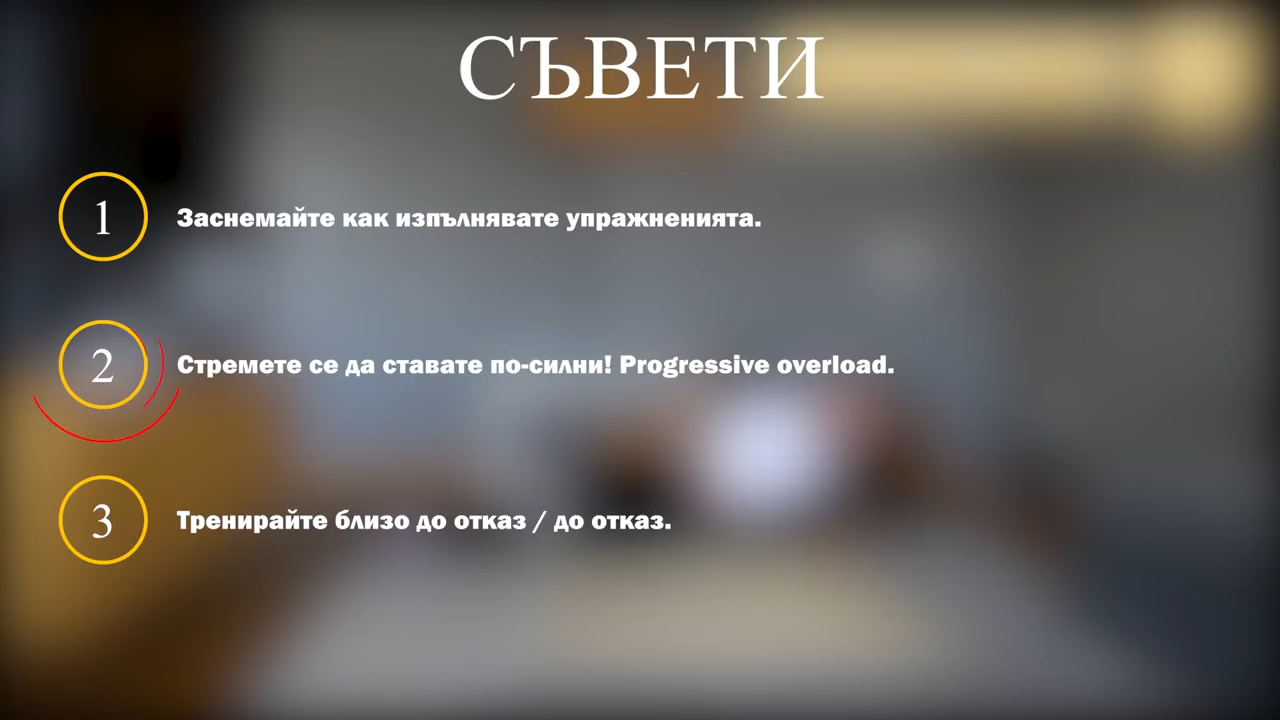 СЪВЕТИ
1
Заснемайте как изпълнявате упражненията.
2
Стремете се да ставате по-силни! Progressive overload.
3
Тренирайте близо до отказ / до отказ.